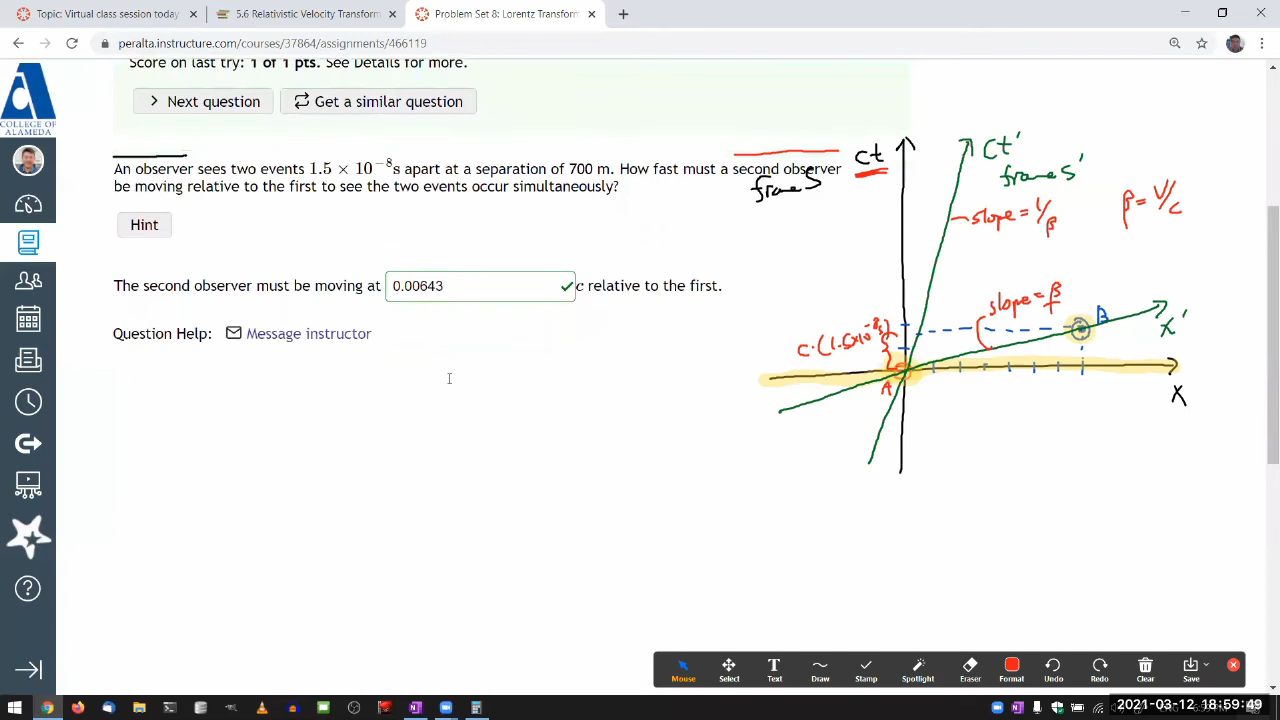 Topic: Virtual class session today
5.6 Relativistic Velocity Transform
Problem Set 8: Lorentz Transform
peralta.instructure.com/courses/37864/assignments/466119
COLLEGE OF
ALAMEDA
Score on last try: 1 of 1 pts. See Details for more.
Next question
Get a similar question
An observer sees two events 1.5 × 10⁻⁸ s apart at a separation of 700 m. How fast must a second observer
be moving relative to the first to see the two events occur simultaneously?
Hint
The second observer must be moving at 0.00643 c relative to the first.
Question Help: Message instructor
frame S
ct
ct'
frame S'
slope = 1/β
β = v/c
slope = β
c·(1.5×10⁻⁸s)
A
B
x'
x
Mouse
Select
Text
Draw
Stamp
Spotlight
Eraser
Format
Undo
Redo
Clear
Save
2021-03-12 18:59:49